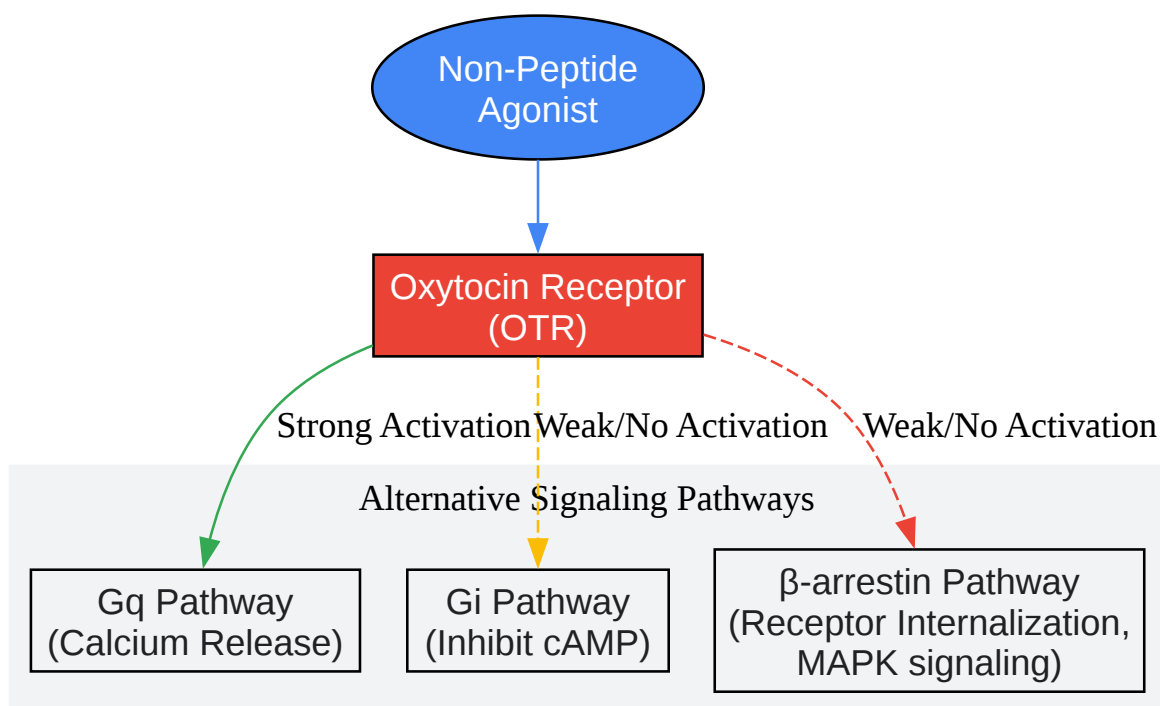 Non-Peptide
Agonist
Oxytocin Receptor
(OTR)
Strong Activation
Weak/No Activation
Weak/No Activation
Alternative Signaling Pathways
Gq Pathway
(Calcium Release)
Gi Pathway
(Inhibit cAMP)
β-arrestin Pathway
(Receptor Internalization,
MAPK signaling)